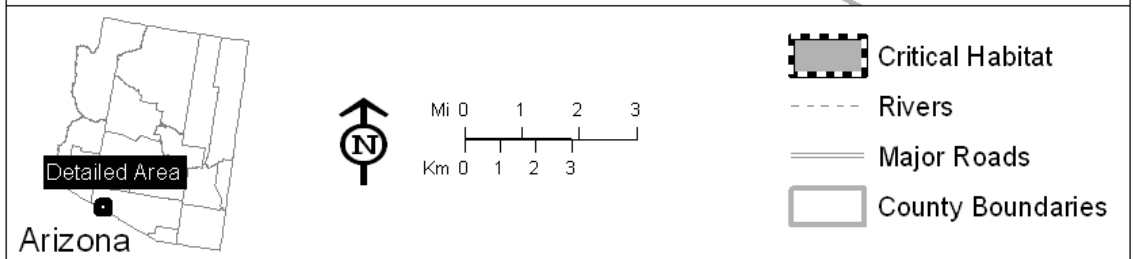 Detailed Area
Arizona
N
Mi 0 1 2 3
Km 0 1 2 3
Critical Habitat
Rivers
Major Roads
County Boundaries